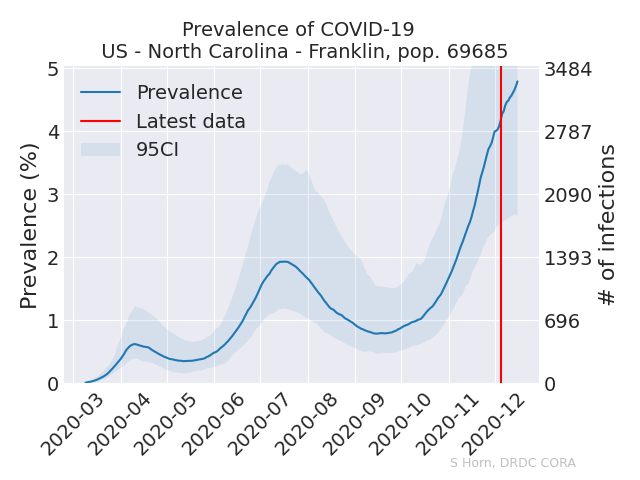 Prevalence of COVID-19
US - North Carolina - Franklin, pop. 69685
Prevalence
Latest data
95CI
Prevalence (%)
5
4
3
2
1
0
3484
2787
2090
1393
696
0
# of infections
2020-03
2020-04
2020-05
2020-06
2020-07
2020-08
2020-09
2020-10
2020-11
2020-12
S Horn, DRDC CORA